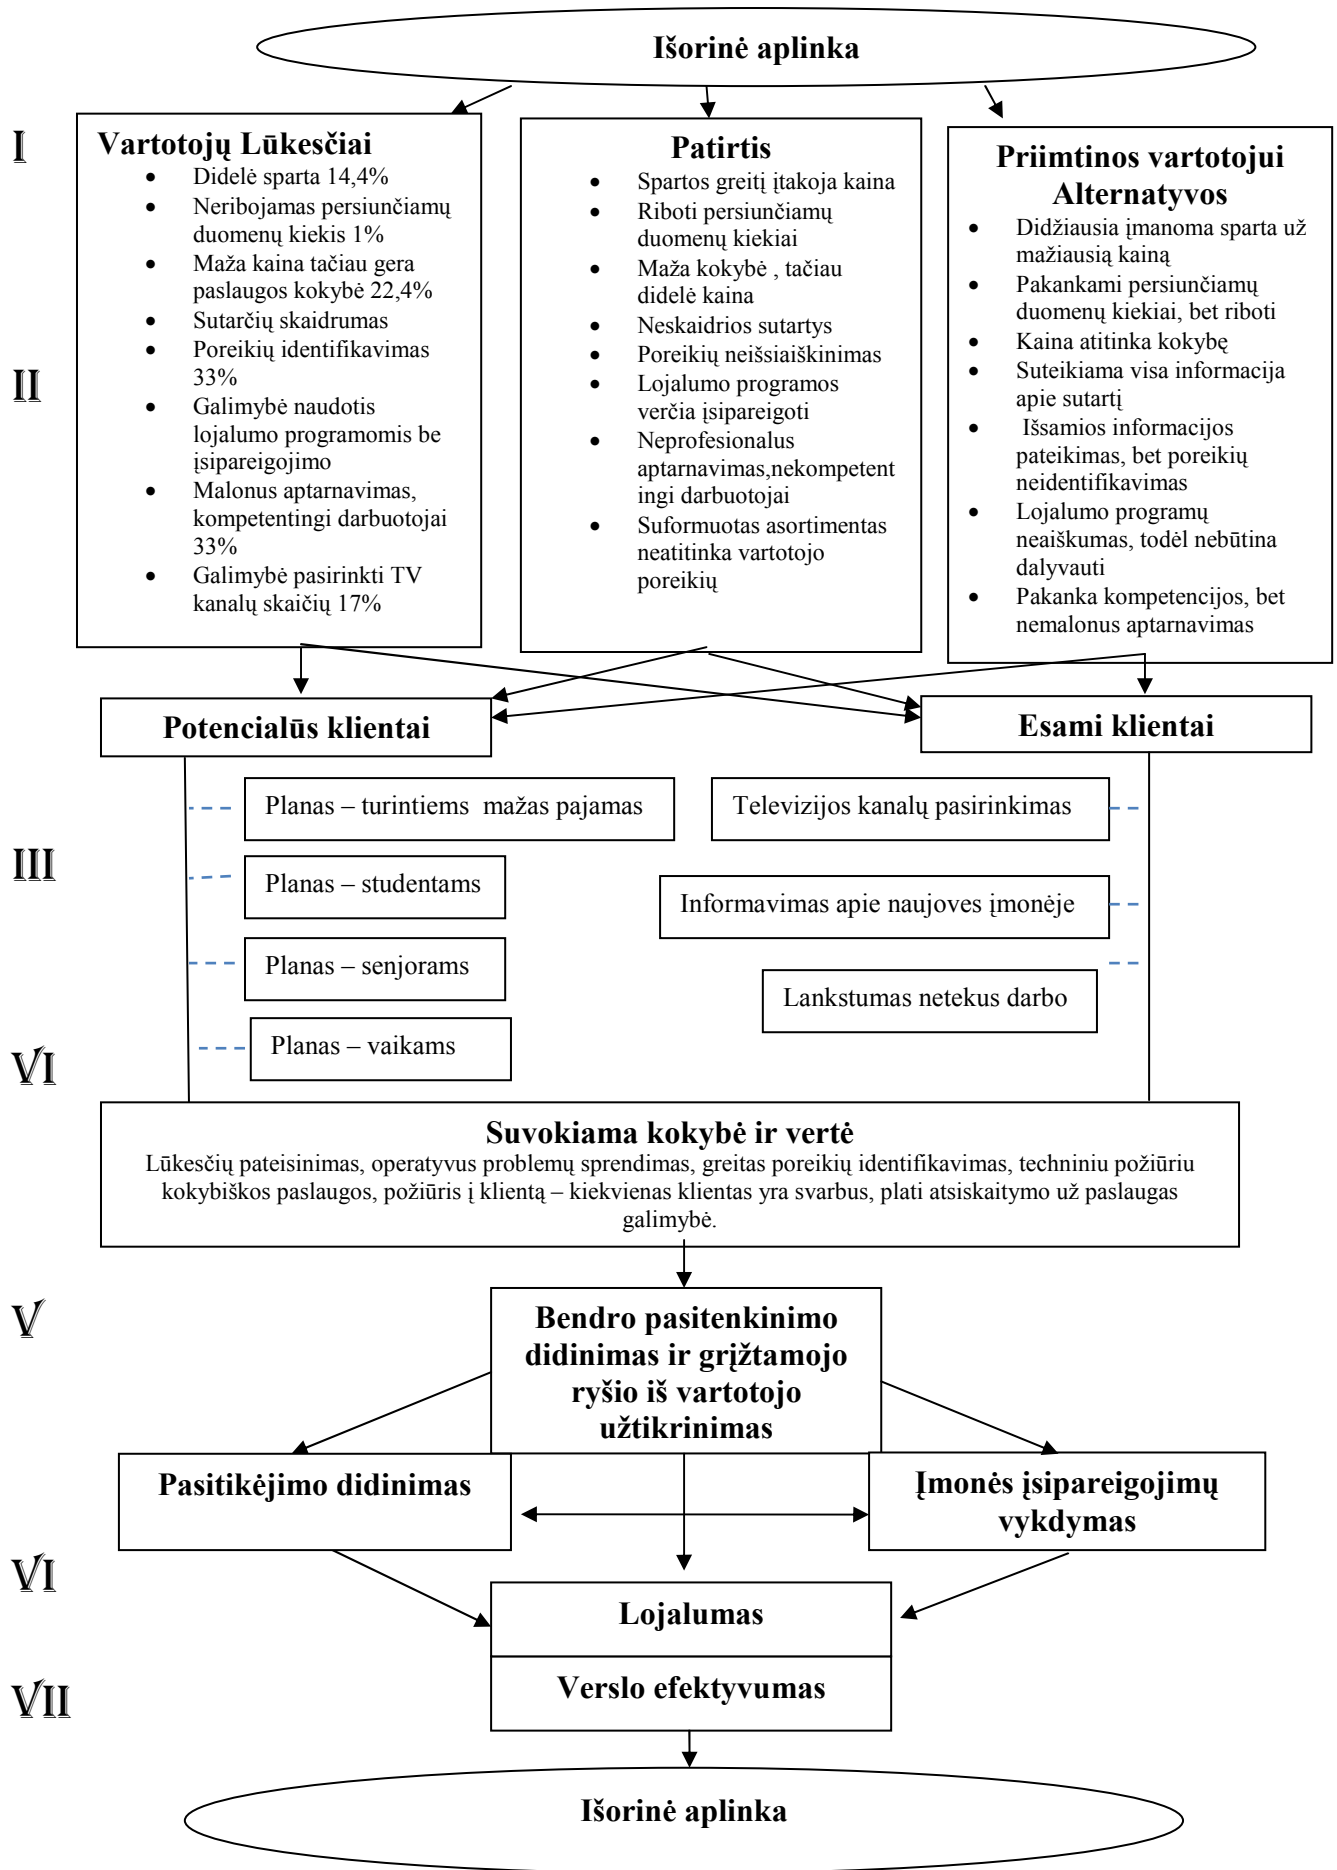 Išorinė aplinka
I
Vartotojų Lūkesčiai
• Didelė sparta 14,4%
• Neribojamas persiunčiamų
duomenų kiekis 1%
• Maža kaina tačiau gera
paslaugos kokybė 22,4%
• Sutarčių skaidrumas
• Poreikių identifikavimas
33%
• Galimybė naudotis
lojalumo programomis be
įsipareigojimo
• Malonus aptarnavimas,
kompetentingi darbuotojai
33%
• Galimybė pasirinkti TV
kanalų skaičių 17%
Patirtis
• Spartos greitį įtakoja kaina
• Riboti persiunčiamų
duomenų kiekiai
• Maža kokybė , tačiau
didelė kaina
• Neskaidrios sutartys
• Poreikių neišsiaiškinimas
• Lojalumo programos
verčia įsipareigoti
• Neprofesionalus
aptarnavimas,nekompetent
ingi darbuotojai
• Suformuotas asortimentas
neatitinka vartotojo
poreikių
Priimtinos vartotojui
Alternatyvos
• Didžiausia įmanoma sparta už
mažiausią kainą
• Pakankami persiunčiamų
duomenų kiekiai, bet riboti
• Kaina atitinka kokybę
• Suteikiama visa informacija
apie sutartį
• Išsamios informacijos
pateikimas, bet poreikių
neidentifikavimas
• Lojalumo programų
neaiškumas, todėl nebūtina
dalyvauti
• Pakanka kompetencijos, bet
nemalonus aptarnavimas
II
Potencialūs klientai
Esami klientai
III
Planas – turintiems mažas pajamas
Planas – studentams
Planas – senjorams
Planas – vaikams
Televizijos kanalų pasirinkimas
Informavimas apie naujoves įmonėje
Lankstumas netekus darbo
VI
Suvokiama kokybė ir vertė
Lūkesčių pateisinimas, operatyvus problemų sprendimas, greitas poreikių identifikavimas, techniniu požiūriu
kokybiškos paslaugos, požiūris į klientą – kiekvienas klientas yra svarbus, plati atsiskaitymo už paslaugas
galimybė.
V
Bendro pasitenkinimo
didinimas ir grįžtamojo
ryšio iš vartotojo
užtikrinimas
Pasitikėjimo didinimas
Įmonės įsipareigojimų
vykdymas
VI
Lojalumas
VII
Verslo efektyvumas
Išorinė aplinka